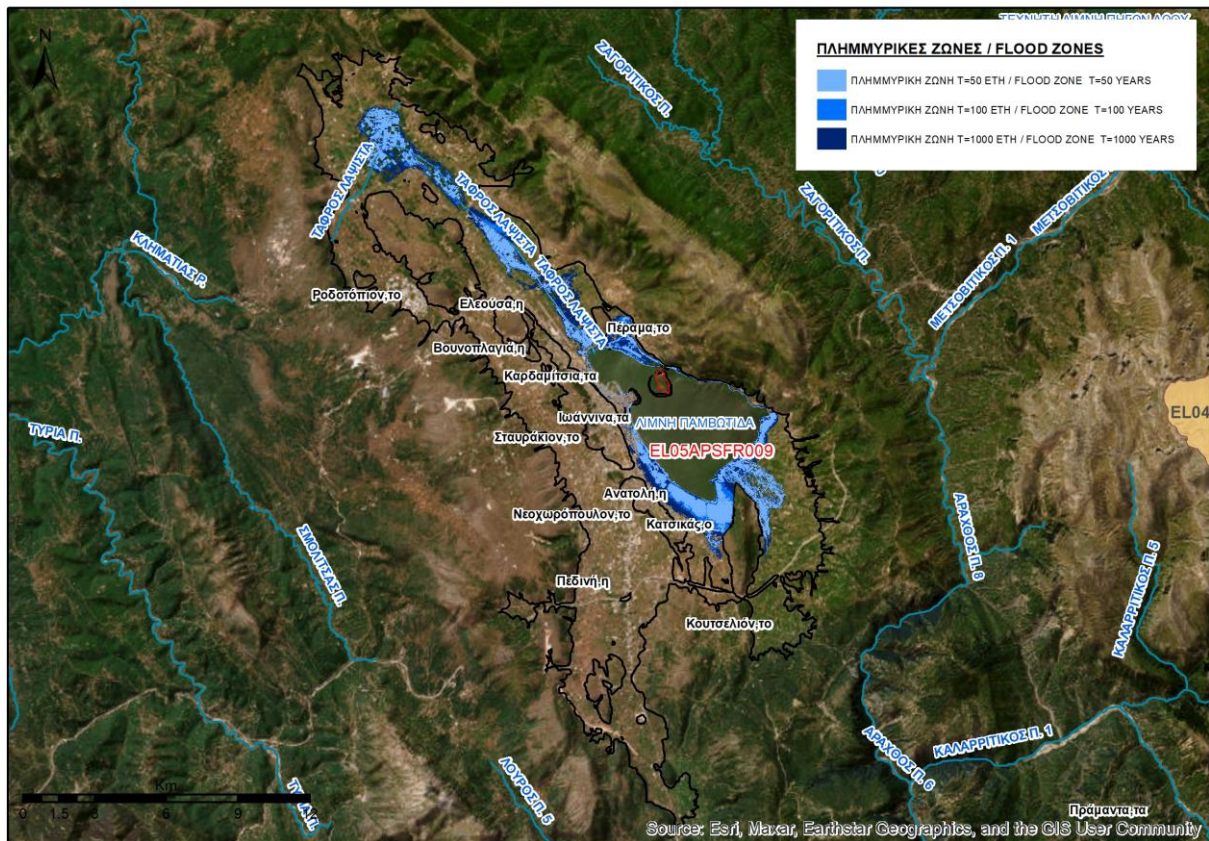 N
ΤΕΧΝΗΤΗ ΛΙΜΝΗ ΠΗΓΩΝ ΑΩΟΥ
ΠΛΗΜΜΥΡΙΚΕΣ ΖΩΝΕΣ / FLOOD ZONES
ΠΛΗΜΜΥΡΙΚΗ ΖΩΝΗ T=50 ΕΤΗ / FLOOD ZONE T=50 YEARS
ΠΛΗΜΜΥΡΙΚΗ ΖΩΝΗ T=100 ΕΤΗ / FLOOD ZONE T=100 YEARS
ΠΛΗΜΜΥΡΙΚΗ ΖΩΝΗ T=1000 ΕΤΗ / FLOOD ZONE T=1000 YEARS
ΖΑΓΟΡΙΤΙΚΟΣ Π.
ΖΑΓΟΡΙΤΙΚΟΣ Π.
ΜΕΤΣΟΒΙΤΙΚΟΣ
ΜΕΤΣΟΒΙΤΙΚΟΣ Π. 1
ΤΑΦΡΟΣ ΛΑΨΙΣΤΑ
ΤΑΦΡΟΣ ΛΑΨΙΣΤΑ
ΤΑΦΡΟΣ ΛΑΨΙΣΤΑ
ΚΛΗΜΑΤΙΑΣ Ρ.
Ροδοτόπιον,το
Ελεούσα,η
Πέραμα,το
Βουνοπλαγιά,η
Καρδαμίτσια,τα
Ιωάννινα,τα
ΛΙΜΝΗ ΠΑΜΒΩΤΙΔΑ
EL04
ΤΥΡΙΑ Π.
Σταυράκιον,το
EL05APSFR009
Ανατολή,η
Νεοχωρόπουλον,το
Κατσικάς,ο
ΑΡΑΧΘΟΣ Π. 8
ΣΜΟΛΙΤΣΑΣ Π.
Πεδινή,η
ΚΑΛΑΡΡΙΤΙΚΟΣ Π. 5
Κουτσελιόν,το
ΚΑΛΑΡΡΙΤΙΚΟΣ Π. 1
ΑΡΑΧΘΟΣ Π. 6
ΛΟΥΡΟΣ Π. 5
Km
0 1.5 3 6 9
Πράμαντα,τα
Source: Esri, Maxar, Earthstar Geographics, and the GIS User Community